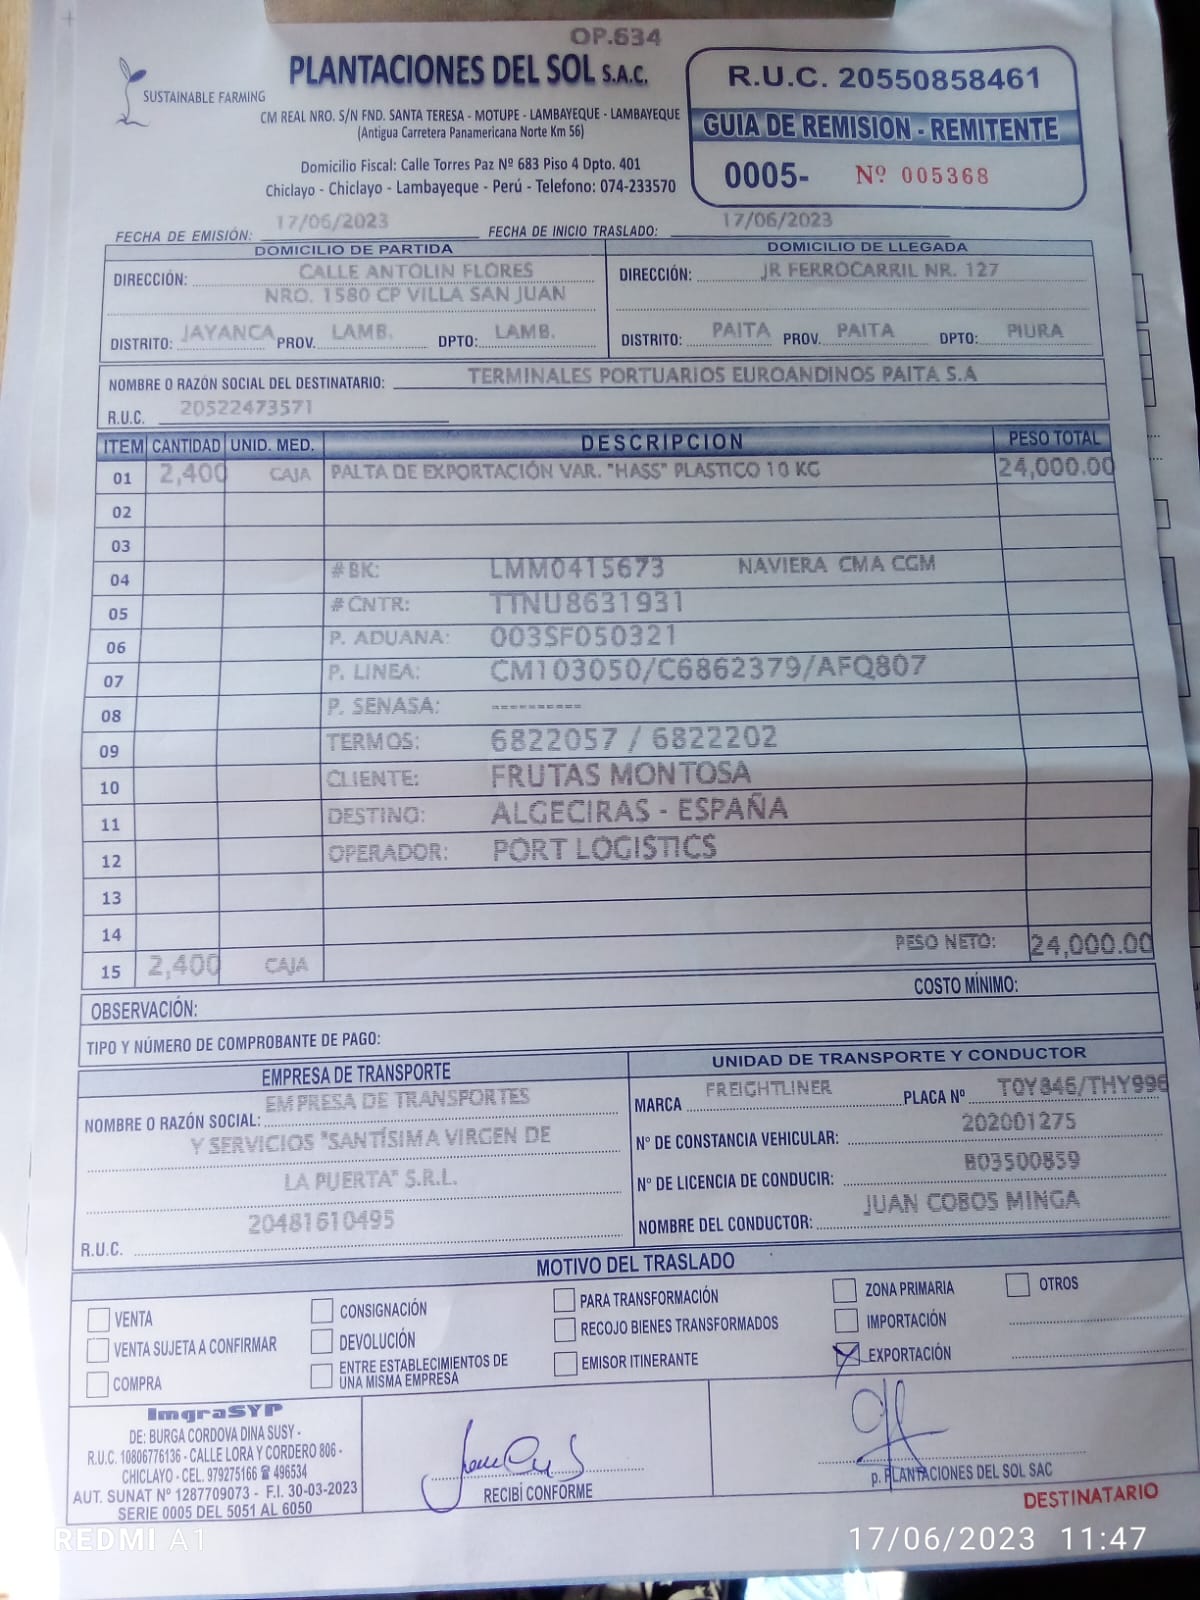 OP.634
SUSTAINABLE FARMING
PLANTACIONES DEL SOL S.A.C.
CM REAL NRO. S/N FND. SANTA TERESA - MOTUPE - LAMBAYEQUE - LAMBAYEQUE
(Antigua Carretera Panamericana Norte Km 56)
Domicilio Fiscal: Calle Torres Paz Nº 683 Piso 4 Dpto. 401
Chiclayo - Chiclayo - Lambayeque - Perú - Telefono: 074-233570
R.U.C. 20550858461
GUIA DE REMISION - REMITENTE
0005- Nº 005368
FECHA DE EMISIÓN: 17/06/2023 FECHA DE INICIO TRASLADO: 17/06/2023
DOMICILIO DE PARTIDA
DIRECCIÓN: CALLE ANTOLIN FLORES
NRO. 1580 CP VILLA SAN JUAN
DISTRITO: JAYANCA PROV. LAMB. DPTO: LAMB.
DOMICILIO DE LLEGADA
DIRECCIÓN: JR FERROCARRIL NR. 127
DISTRITO: PAITA PROV. PAITA DPTO: PIURA
NOMBRE O RAZÓN SOCIAL DEL DESTINATARIO: TERMINALES PORTUARIOS EUROANDINOS PAITA S.A
R.U.C. 20522473571
ITEM CANTIDAD UNID. MED. DESCRIPCION PESO TOTAL
01 2,400 CAJA PALTA DE EXPORTACIÓN VAR. "HASS" PLASTICO 10 KG 24,000.00
02
03
04 #BK: LMM0415673 NAVIERA CMA CGM
05 #CNTR: TTNU8631931
06 P. ADUANA: 003SF050321
07 P. LINEA: CM103050/C6862379/AFQ807
08 P. SENASA: ----------
09 TERMOS: 6822057 / 6822202
10 CLIENTE: FRUTAS MONTOSA
11 DESTINO: ALGECIRAS - ESPAÑA
12 OPERADOR: PORT LOGISTICS
13
14
15 2,400 CAJA PESO NETO: 24,000.00
OBSERVACIÓN: COSTO MÍNIMO:
TIPO Y NÚMERO DE COMPROBANTE DE PAGO:
EMPRESA DE TRANSPORTE
NOMBRE O RAZÓN SOCIAL: EMPRESA DE TRANSPORTES
Y SERVICIOS "SANTÍSIMA VIRGEN DE
LA PUERTA" S.R.L.
R.U.C. 20481610495
UNIDAD DE TRANSPORTE Y CONDUCTOR
MARCA FREIGHTLINER PLACA Nº T0Y846/THY996
Nº DE CONSTANCIA VEHICULAR: 202001275
Nº DE LICENCIA DE CONDUCIR: B03500859
NOMBRE DEL CONDUCTOR: JUAN COBOS MINGA
MOTIVO DEL TRASLADO
VENTA
VENTA SUJETA A CONFIRMAR
COMPRA
CONSIGNACIÓN
DEVOLUCIÓN
ENTRE ESTABLECIMIENTOS DE
UNA MISMA EMPRESA
PARA TRANSFORMACIÓN
RECOJO BIENES TRANSFORMADOS
EMISOR ITINERANTE
ZONA PRIMARIA
IMPORTACIÓN
EXPORTACIÓN
OTROS
ImgraSYP
DE: BURGA CORDOVA DINA SUSY -
R.U.C. 10806776136 - CALLE LORA Y CORDERO 806 -
CHICLAYO - CEL. 979275166 ☎ 496534
AUT. SUNAT Nº 1287709073 - F.I. 30-03-2023
SERIE 0005 DEL 5051 AL 6050
RECIBÍ CONFORME
p. PLANTACIONES DEL SOL SAC
DESTINATARIO
REDMI A1
17/06/2023 11:47